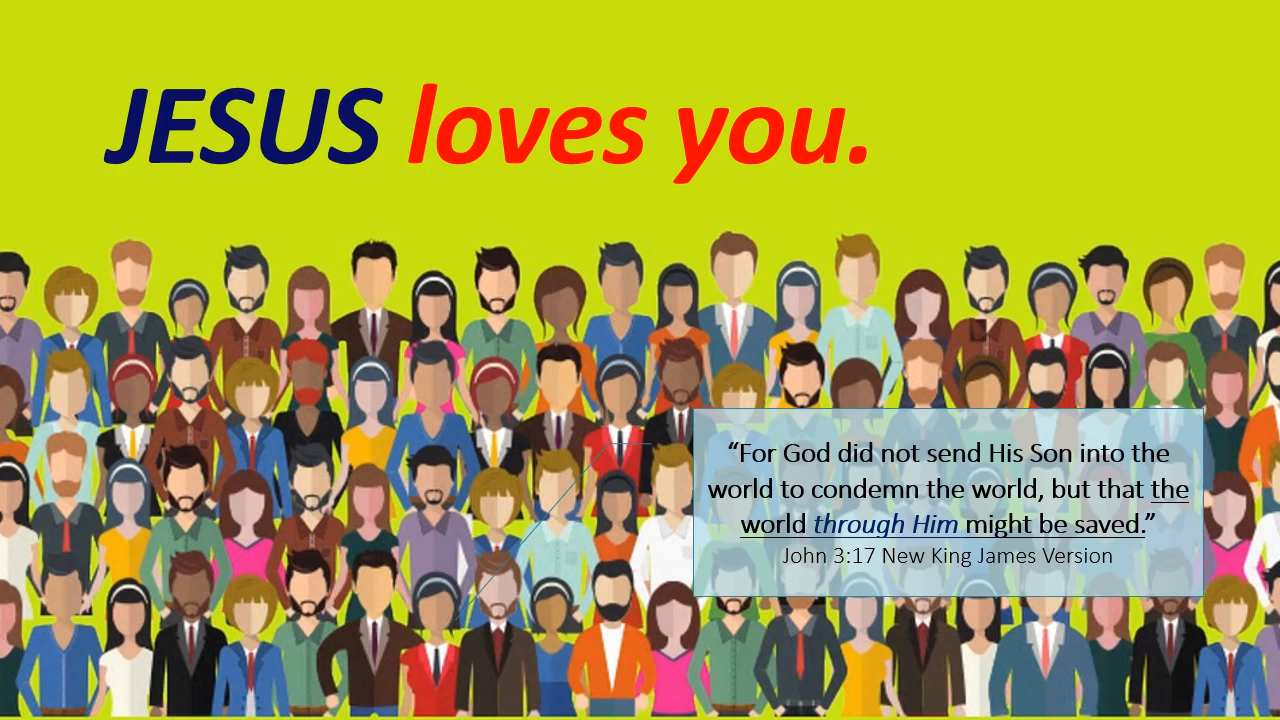 JESUS loves you.
“For God did not send His Son into the
world to condemn the world, but that the
world through Him might be saved.”
John 3:17 New King James Version